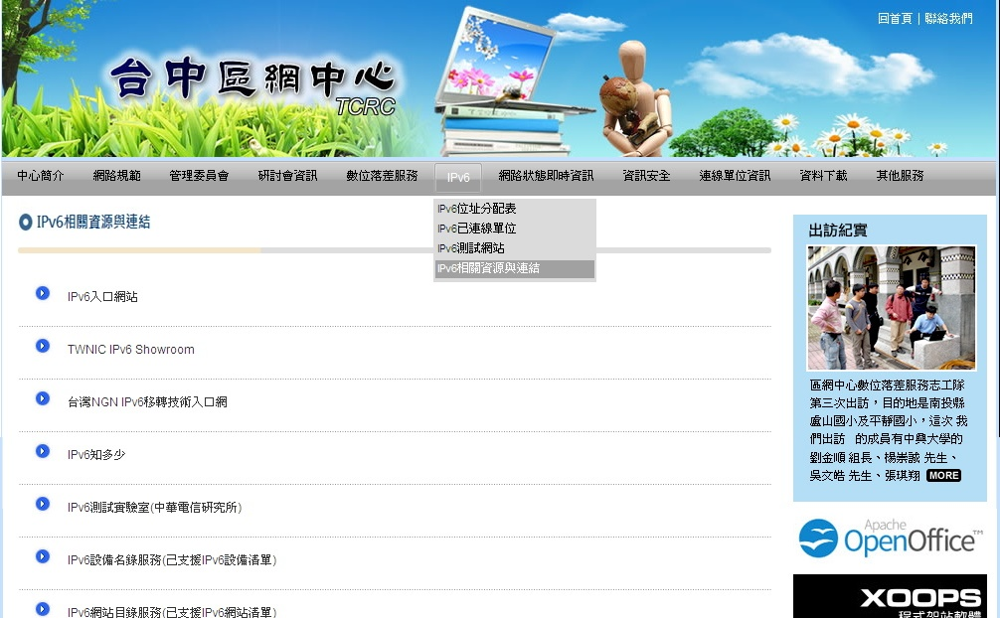 回首頁 | 聯絡我們
台中區網中心
TCRC
中心簡介 網路規範 管理委員會 研討會資訊 數位落差服務 IPv6 網路狀態即時資訊 資訊安全 連線單位資訊 資料下載 其他服務
IPv6位址分配表
IPv6已連線單位
IPv6測試網站
IPv6相關資源與連結
IPv6相關資源與連結
IPv6入口網站
TWNIC IPv6 Showroom
台灣NGN IPv6移轉技術入口網
IPv6知多少
IPv6測試實驗室(中華電信研究所)
IPv6設備名錄服務(已支援IPv6設備清單)
IPv6網站目錄服務(已支援IPv6網站清單)
出訪紀實
區網中心數位落差服務志工隊
第三次出訪，目的地是南投縣
盧山國小及平靜國小，這次 我
們出訪 的成員有中興大學的
劉金順 組長、楊崇誠 先生、
吳文皓 先生、張琪翔 MORE
Apache
OpenOffice™
XOOPS
程式架站軟體